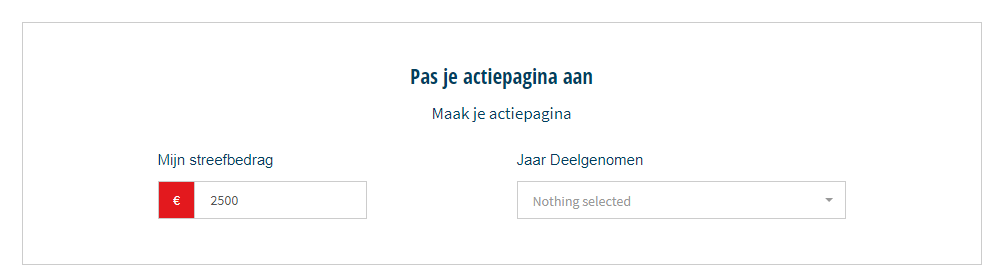 Pas je actiepagina aan
Maak je actiepagina
Mijn streefbedrag
Jaar Deelgenomen
€ 2500
Nothing selected